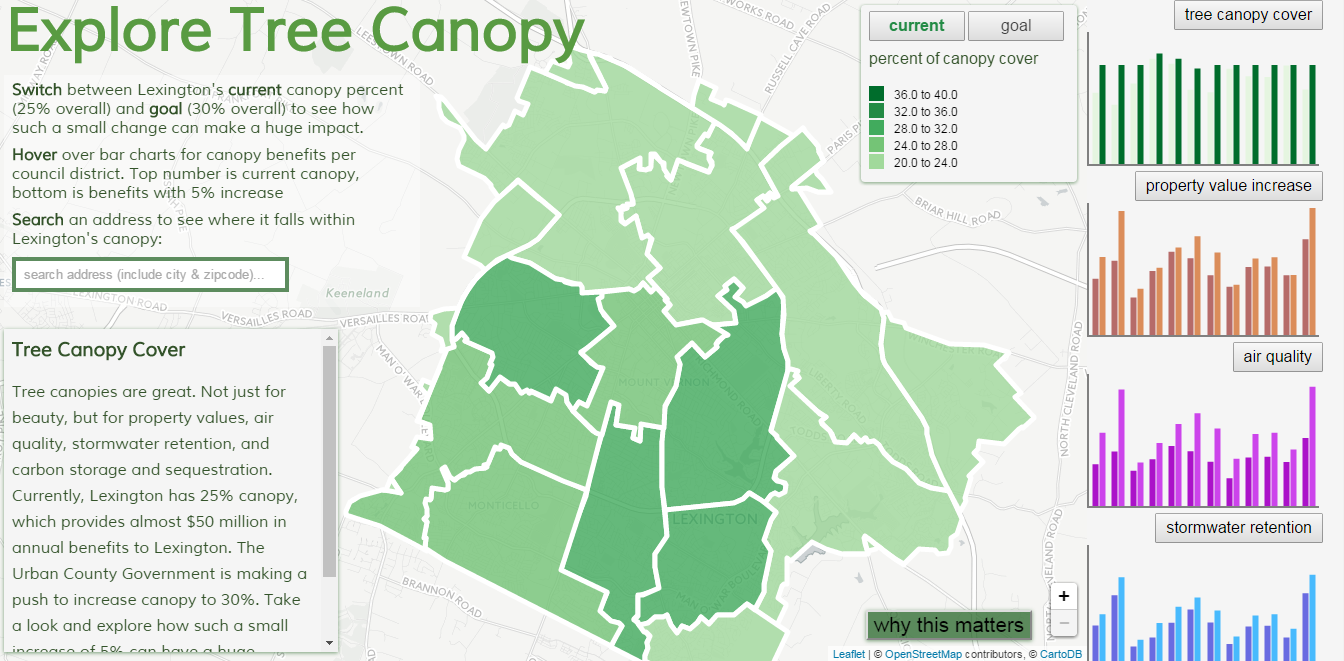 Explore Tree Canopy
Switch between Lexington's current canopy percent
(25% overall) and goal (30% overall) to see how
such a small change can make a huge impact.
Hover over bar charts for canopy benefits per
council district. Top number is current canopy,
bottom is benefits with 5% increase
Search an address to see where it falls within
Lexington's canopy:
search address (include city & zipcode)...
Tree Canopy Cover
Tree canopies are great. Not just for
beauty, but for property values, air
quality, stormwater retention, and
carbon storage and sequestration.
Currently, Lexington has 25% canopy,
which provides almost $50 million in
annual benefits to Lexington. The
Urban County Government is making a
push to increase canopy to 30%. Take
a look and explore how such a small
increase of 5% can have a huge
LEESTOWN ROAD
NEWTOWN PIKE
WORKS ROAD
RUSSELL CAVE ROAD
PARIS PI
BRIAR HILL ROAD
Keeneland
LEXINGTON ROAD
VERSAILLES ROAD
VERSAILLES ROAD
MAN O' WAR
MOUNT VERNON
RICHMOND ROAD
LIBERTY ROAD
TODDS
WINCHESTER RO
MONTICELLO
LEXINGTON
MAN O' WAR BOULEVARD
BRANNON ROAD
NORTH CLEVELAND ROAD
current
goal
percent of canopy cover
36.0 to 40.0
32.0 to 36.0
28.0 to 32.0
24.0 to 28.0
20.0 to 24.0
why this matters
+
−
Leaflet | © OpenStreetMap contributors, © CartoDB
tree canopy cover
property value increase
air quality
stormwater retention